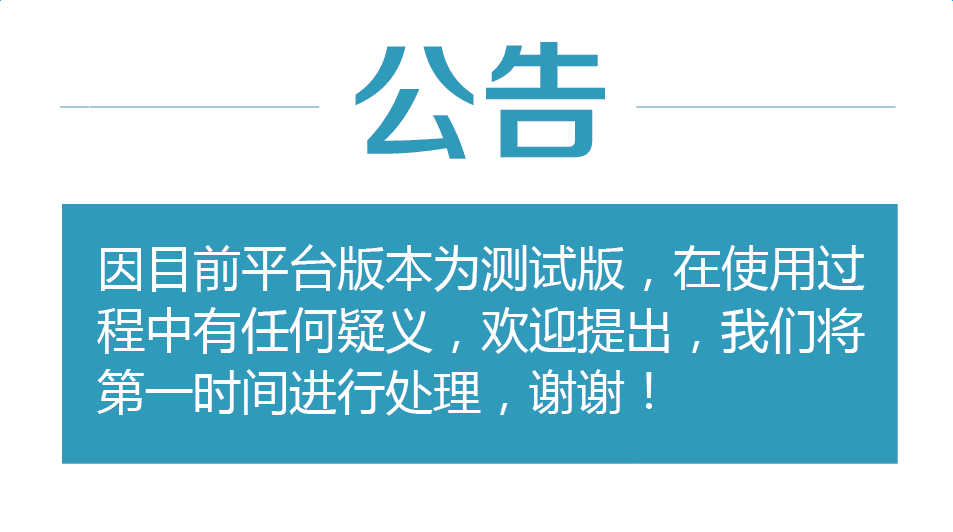 公告
因目前平台版本为测试版，在使用过
程中有任何疑义，欢迎提出，我们将
第一时间进行处理，谢谢！